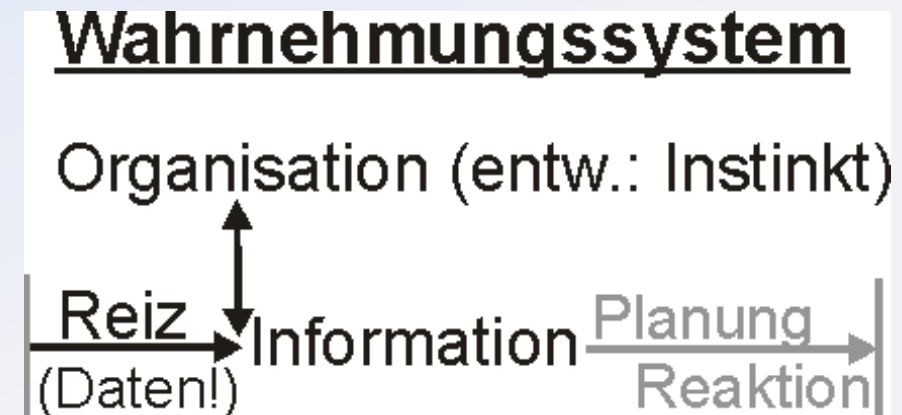 Wahrnehmungssystem
Organisation (entw.: Instinkt)
Reiz
Information
Planung
(Daten!)
Reaktion